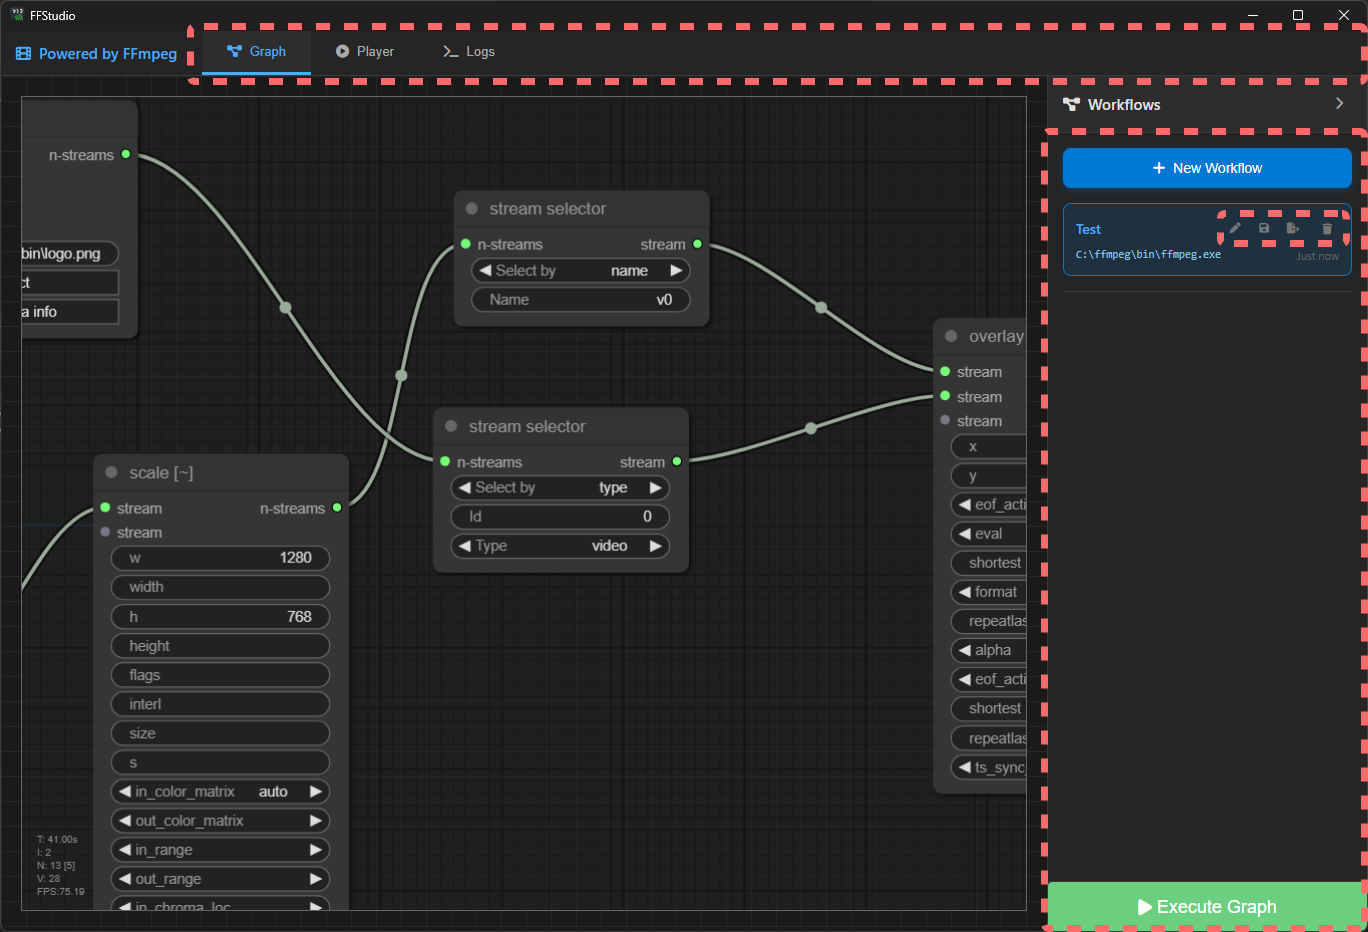 FFStudio
Powered by FFmpeg
Graph
Player
Logs
Workflows
New Workflow
Test
C:\ffmpeg\bin\ffmpeg.exe
Just now
n-streams
bin\logo.png
ct
a info
stream selector
n-streams stream
Select by name
Name v0
stream selector
n-streams stream
Select by type
Id 0
Type video
overlay
stream
stream
stream
x
y
eof_acti
eval
shortest
format
repeatlas
alpha
eof_acti
shortest
repeatlas
ts_sync_
scale [~]
stream n-streams
stream
w 1280
width
h 768
height
flags
interl
size
s
in_color_matrix auto
out_color_matrix
in_range
out_range
in_chroma_loc
T: 41.00s
I: 2
N: 13 [5]
V: 28
FPS:75.19
Execute Graph